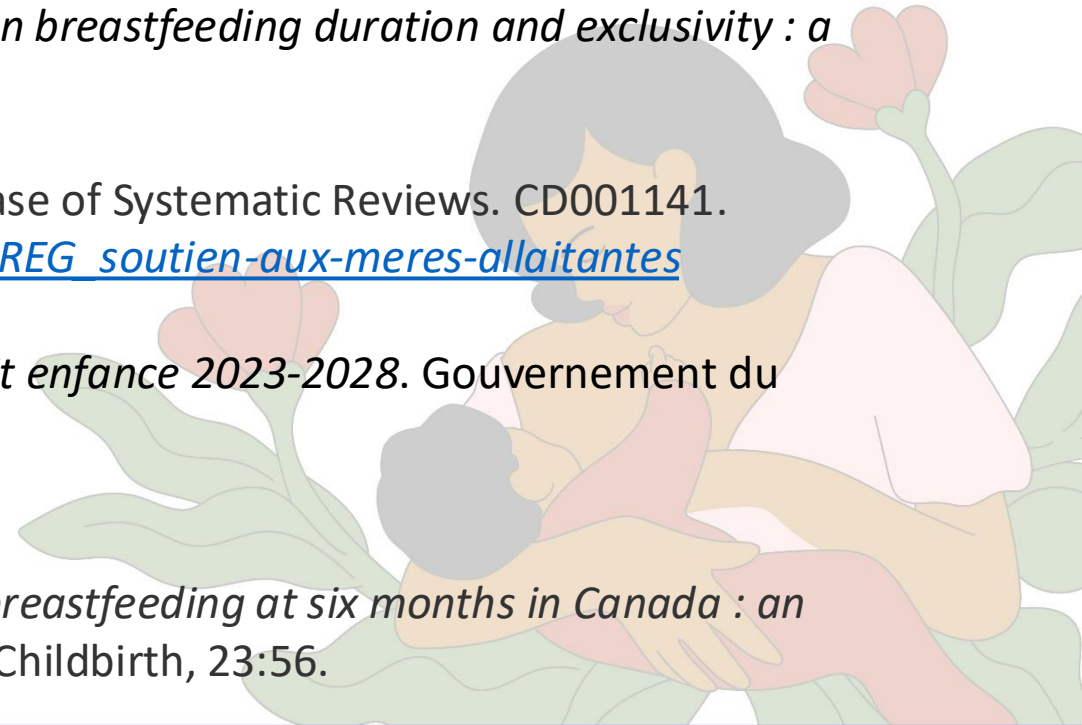 n breastfeeding duration and exclusivity : a
ase of Systematic Reviews. CD001141.
REG_soutien-aux-meres-allaitantes
t enfance 2023-2028. Gouvernement du
breastfeeding at six months in Canada : an
Childbirth, 23:56.